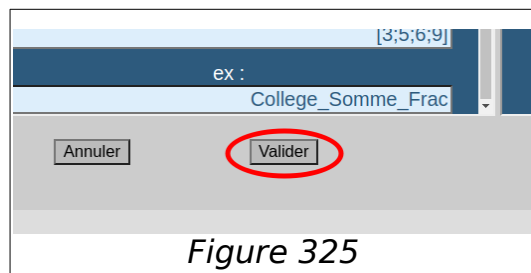 [3;5;6;9]
ex :
College_Somme_Frac
Annuler Valider
Figure 325